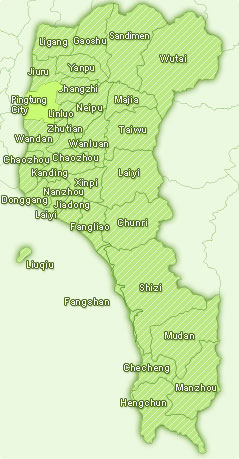 Sandimen
Gaoshu
Ligang
Wutai
Yanpu
Jiuru
Changzhi
Pingtung
City
Majia
Neipu
Linluo
Zhutian
Taiwu
Wandan
Wanluan
Chaozhou
Chaozhou
Kanding
Laiyi
Xinpi
Nanzhou
Donggang
Jiadong
Laiyi
Fangliao
Chunri
Liuqiu
Shizi
Fangchan
Mudan
Checheng
Manzhou
Hengchun